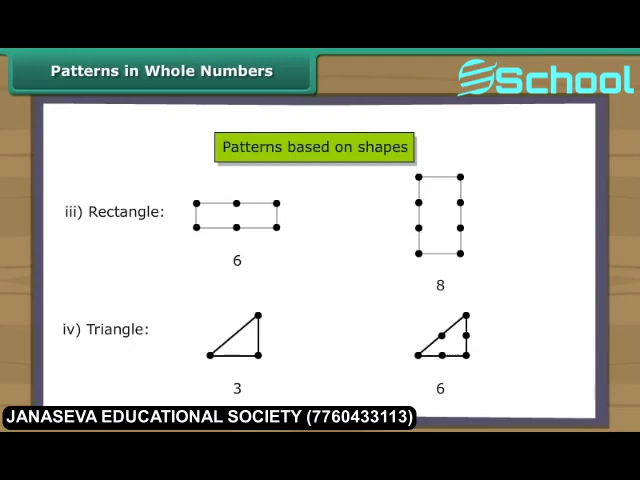 Patterns in Whole Numbers
School
Patterns based on shapes
iii) Rectangle:
6
8
iv) Triangle:
3
6
JANASEVA EDUCATIONAL SOCIETY (7760433113)